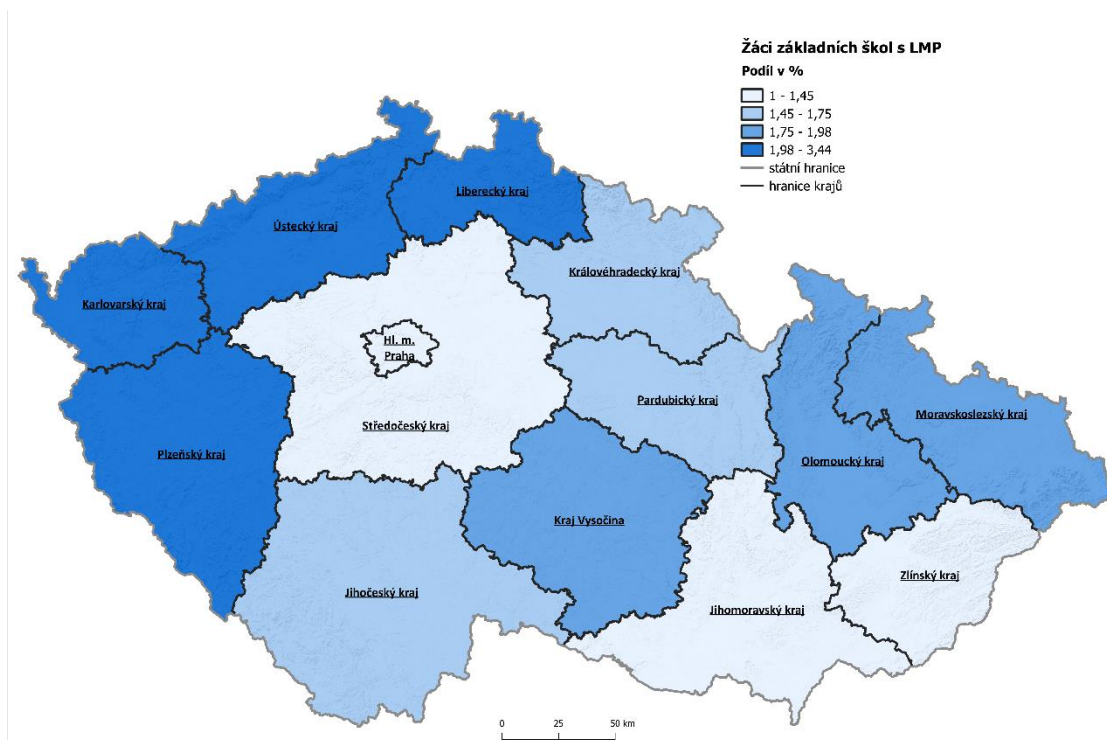 Žáci základních škol s LMP
Podíl v %
1 - 1,45
1,45 - 1,75
1,75 - 1,98
1,98 - 3,44
státní hranice
hranice krajů
Liberecký kraj
Ústecký kraj
Královéhradecký kraj
Karlovarský kraj
Hl. m.
Praha
Pardubický kraj
Moravskoslezský kraj
Středočeský kraj
Plzeňský kraj
Olomoucký kraj
Kraj Vysočina
Zlínský kraj
Jihočeský kraj
Jihomoravský kraj
0 25 50 km